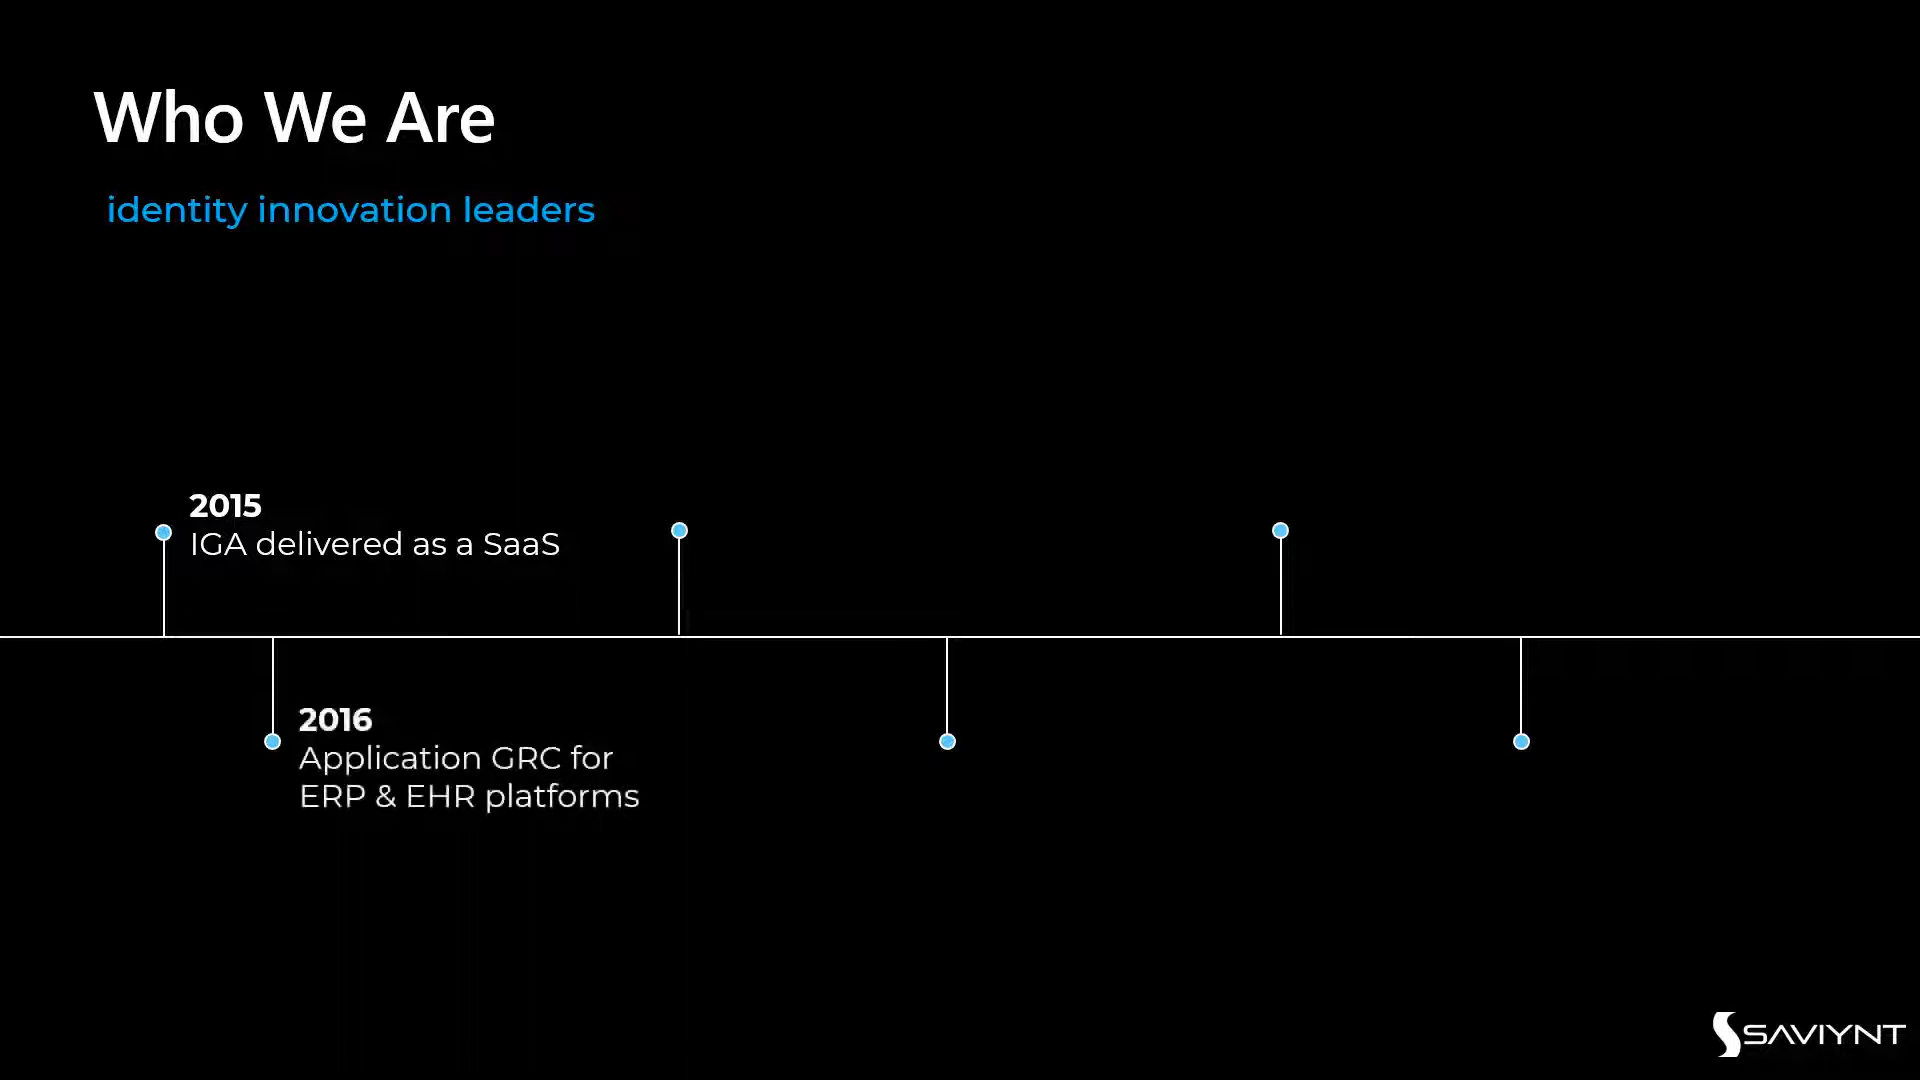 Who We Are
identity innovation leaders
2015
IGA delivered as a SaaS
2016
Application GRC for
ERP & EHR platforms
SAVIYNT